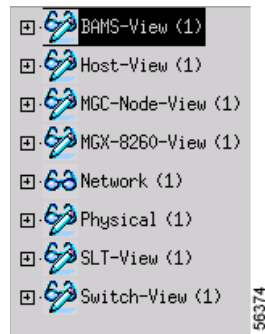 BAMS-View (1)
Host-View (1)
MGC-Node-View (1)
MGX-8260-View (1)
Network (1)
Physical (1)
SLT-View (1)
Switch-View (1)
56374